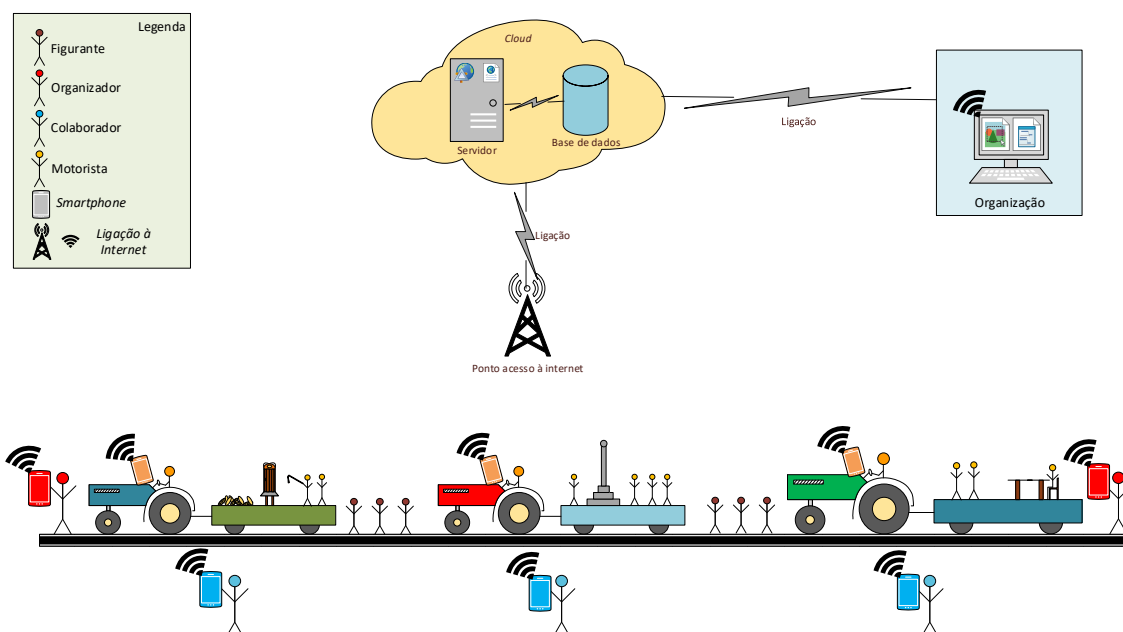 Legenda
Figurante
Organizador
Colaborador
Motorista
Smartphone
Ligação à
Internet
Cloud
Servidor
Base de dados
Ligação
Organização
Ligação
Ponto acesso à internet